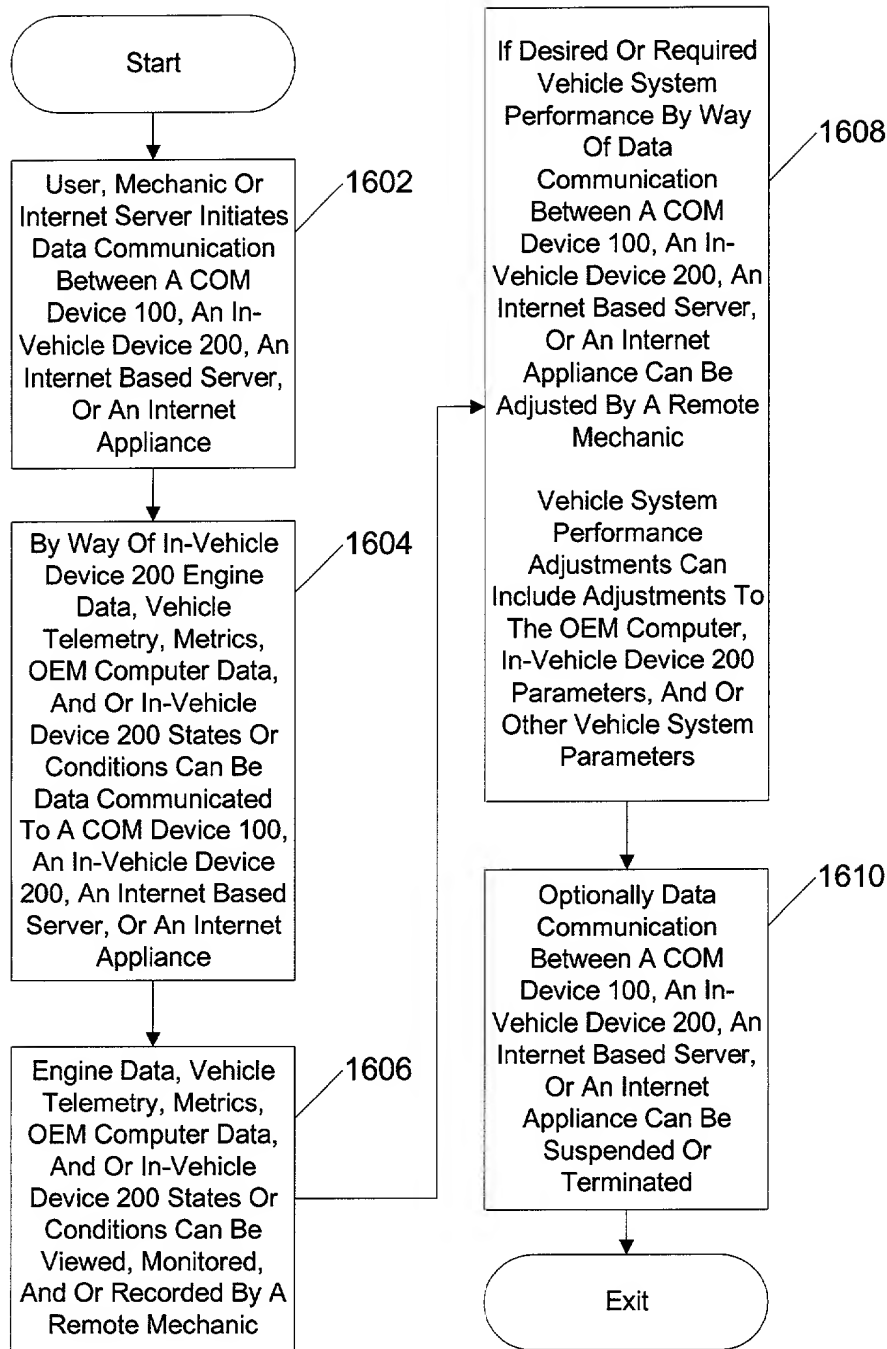 Start
User, Mechanic Or
Internet Server Initiates
Data Communication
Between A COM
Device 100, An In-
Vehicle Device 200, An
Internet Based Server,
Or An Internet
Appliance
1602
By Way Of In-Vehicle
Device 200 Engine
Data, Vehicle
Telemetry, Metrics,
OEM Computer Data,
And Or In-Vehicle
Device 200 States Or
Conditions Can Be
Data Communicated
To A COM Device 100,
An In-Vehicle Device
200, An Internet Based
Server, Or An Internet
Appliance
1604
Engine Data, Vehicle
Telemetry, Metrics,
OEM Computer Data,
And Or In-Vehicle
Device 200 States Or
Conditions Can Be
Viewed, Monitored,
And Or Recorded By A
Remote Mechanic
1606
If Desired Or Required
Vehicle System
Performance By Way
Of Data
Communication
Between A COM
Device 100, An In-
Vehicle Device 200, An
Internet Based Server,
Or An Internet
Appliance Can Be
Adjusted By A Remote
Mechanic
Vehicle System
Performance
Adjustments Can
Include Adjustments To
The OEM Computer,
In-Vehicle Device 200
Parameters, And Or
Other Vehicle System
Parameters
1608
Optionally Data
Communication
Between A COM
Device 100, An In-
Vehicle Device 200, An
Internet Based Server,
Or An Internet
Appliance Can Be
Suspended Or
Terminated
1610
Exit